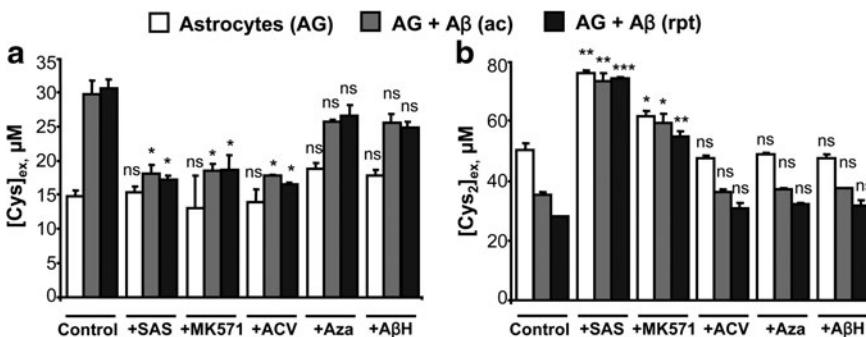 Astrocytes (AG) AG + Aβ (ac) AG + Aβ (rpt)
a
[Cys]ex, µM
35
30
25
20
15
10
5
0
ns * * ns * * ns * * ns ns ns ns ns ns
Control +SAS +MK571 +ACV +Aza +AβH
b
[Cys2]ex, µM
80
60
40
20
0
** ** *** * * ** ns ns ns ns ns ns ns ns ns
Control +SAS +MK571 +ACV +Aza +AβH